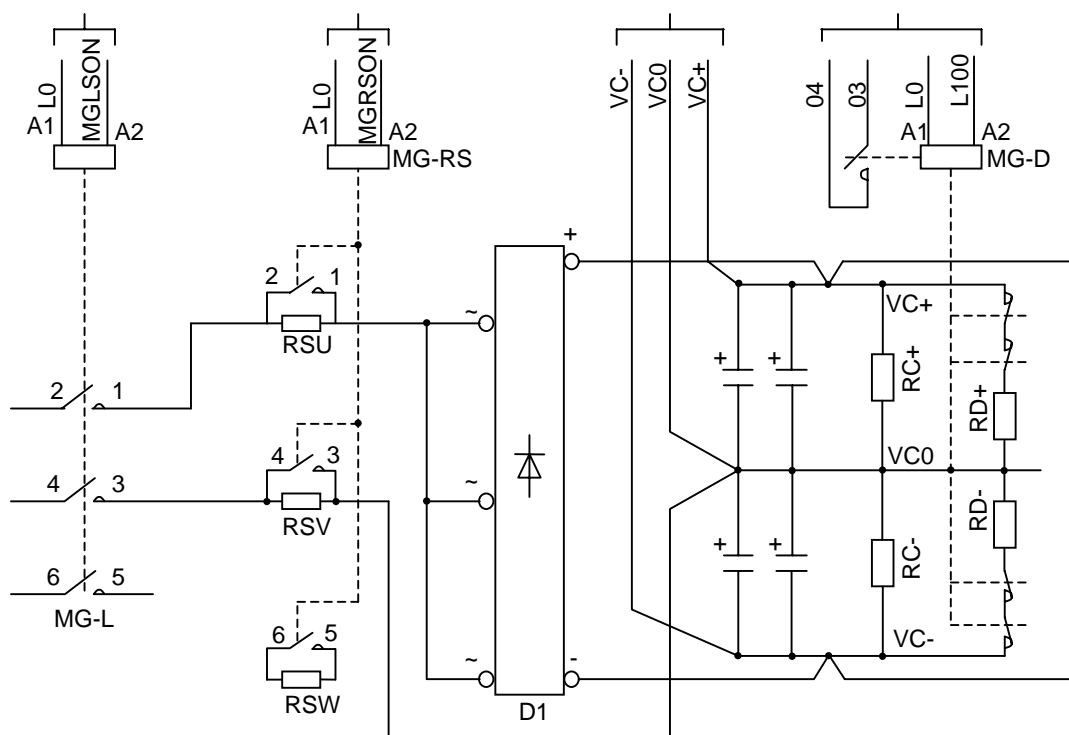 L0
MGLSON
A1
A2
L0
MGRSON
A1
A2
MG-RS
VC-
VC0
VC+
04
03
L0
L100
A1
A2
MG-D
2
1
RSU
~
+
VC+
2
1
+
+
RC+
RD+
4
3
4
3
RSV
~
VC0
RD-
6
5
MG-L
+
+
RC-
6
5
RSW
~
-
VC-
D1